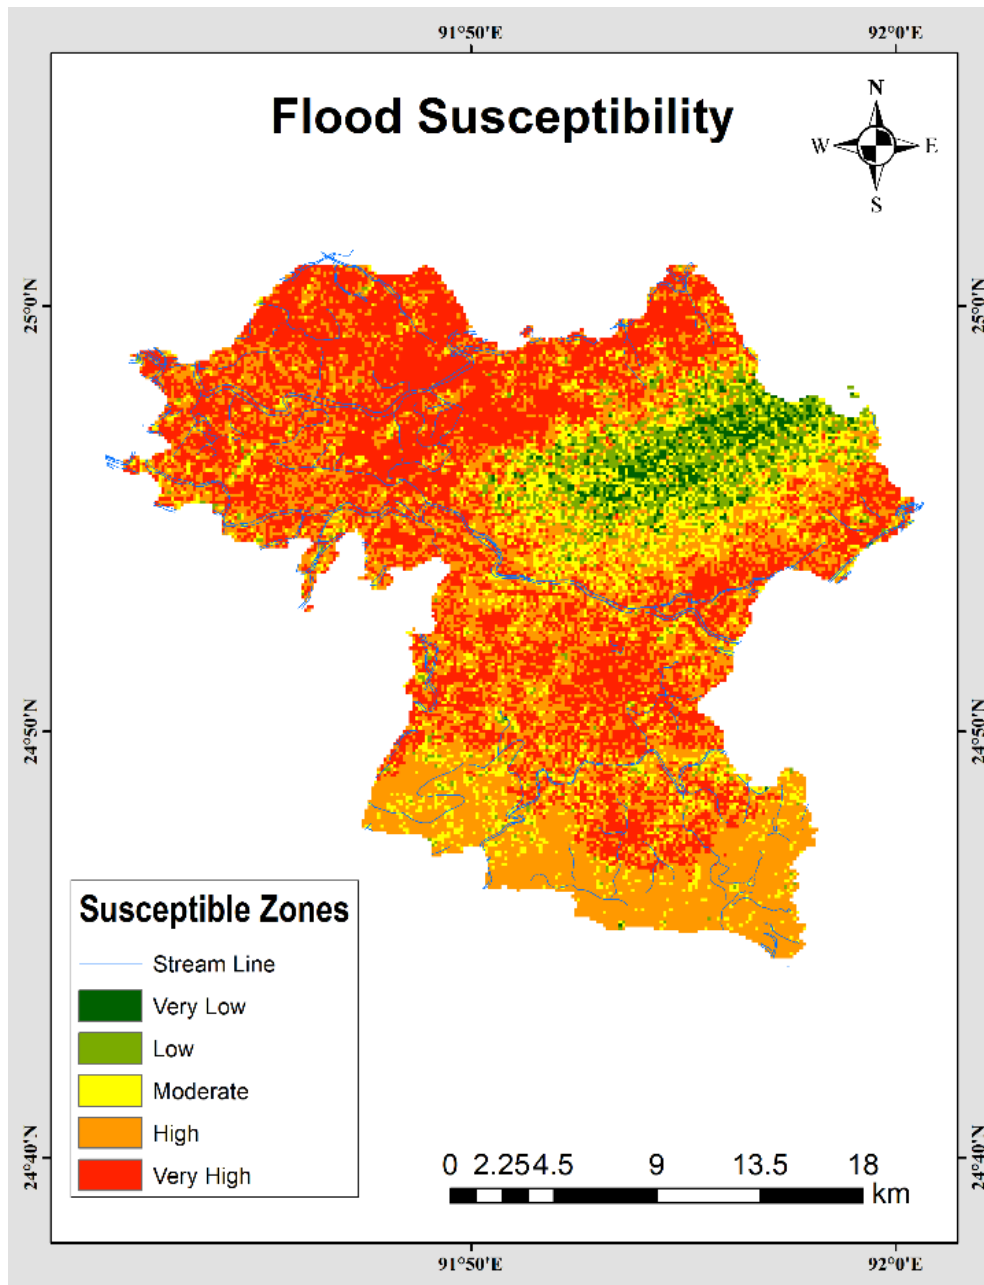 91°50'E 92°0'E
Flood Susceptibility
N
W E
S
25°0'N 25°0'N
24°50'N 24°50'N
Susceptible Zones
Stream Line
Very Low
Low
Moderate
High
Very High
24°40'N 24°40'N
0 2.25 4.5 9 13.5 18
km
91°50'E 92°0'E